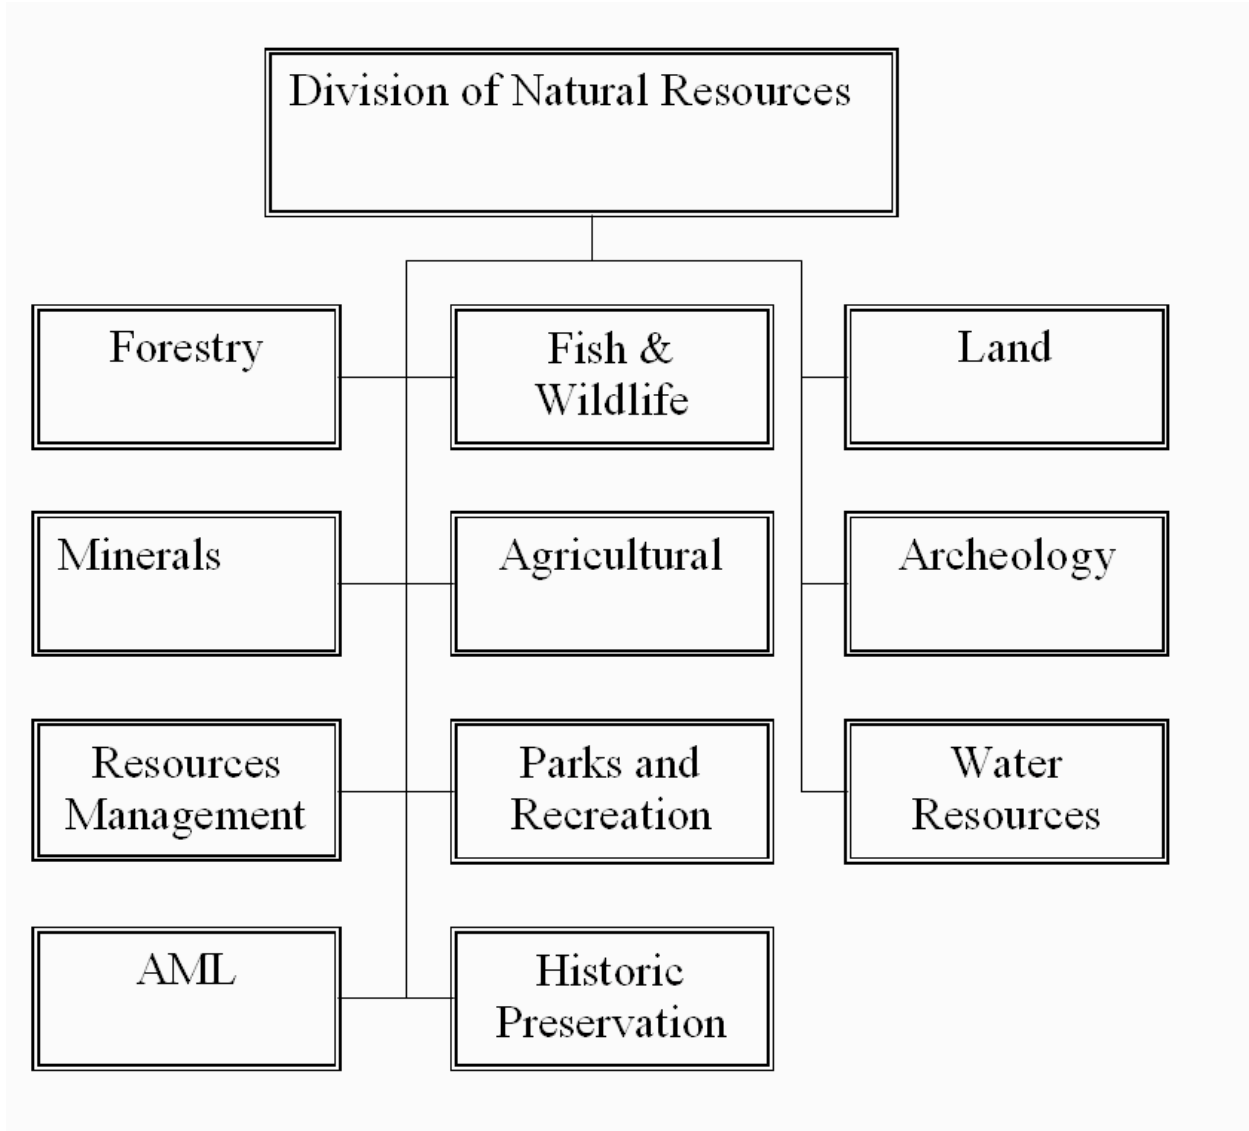 Division of Natural Resources
Forestry
Fish &
Wildlife
Land
Minerals
Agricultural
Archeology
Resources
Management
Parks and
Recreation
Water
Resources
AML
Historic
Preservation